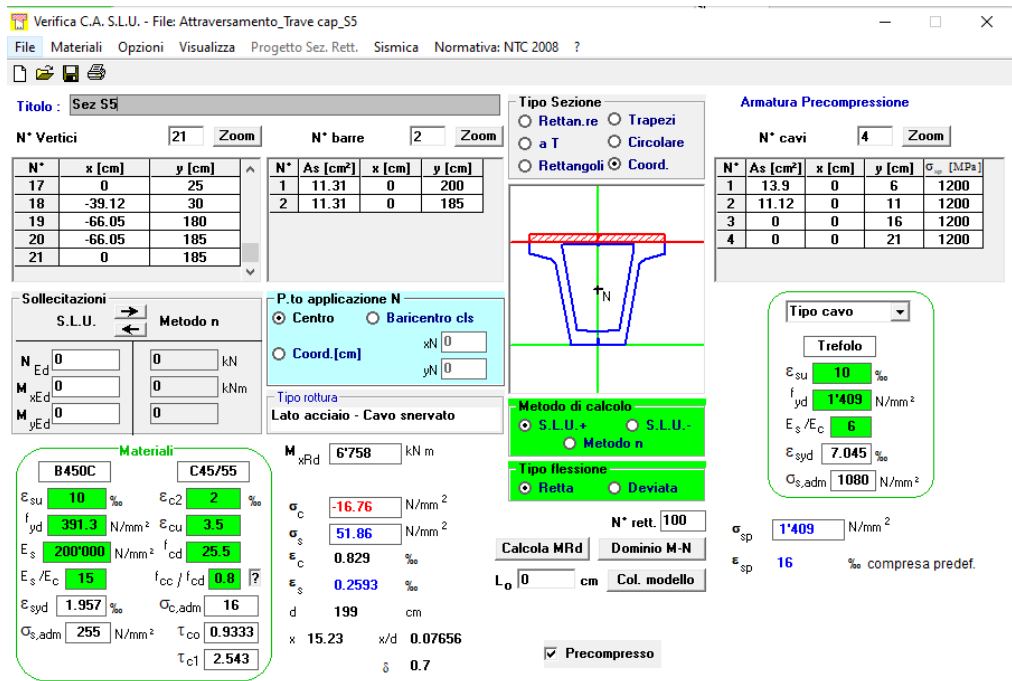 Verifica C.A. S.L.U. - File: Attraversamento_Trave cap_S5
File Materiali Opzioni Visualizza Progetto Sez. Rett. Sismica Normativa: NTC 2008 ?
Titolo : Sez S5
N° Vertici 21 Zoom
N° barre 2 Zoom
N° x [cm] y [cm]
17 0 25
18 -39.12 30
19 -66.05 180
20 -66.05 185
21 0 185
N° As [cm²] x [cm] y [cm]
1 11.31 0 200
2 11.31 0 185
Tipo Sezione
Rettan.re Trapezi
a T Circolare
Rettangoli Coord.
N
Armatura Precompressione
N° cavi 4 Zoom
N° As [cm²] x [cm] y [cm] σsp [MPa]
1 13.9 0 6 1200
2 11.12 0 11 1200
3 0 0 16 1200
4 0 0 21 1200
Sollecitazioni
S.L.U. Metodo n
N Ed 0 0 kN
M xEd 0 0 kNm
M yEd 0 0
P.to applicazione N
Centro Baricentro cls
Coord.[cm] xN 0
yN 0
Tipo rottura
Lato acciaio - Cavo snervato
Metodo di calcolo
S.L.U.+ S.L.U.-
Metodo n
Tipo flessione
Retta Deviata
Tipo cavo
Trefolo
εsu 10 ‰
fyd 1'409 N/mm²
Es /Ec 6
εsyd 7.045 ‰
σs,adm 1080 N/mm²
Materiali
B450C C45/55
εsu 10 ‰ εc2 2 ‰
fyd 391.3 N/mm² εcu 3.5
Es 200'000 N/mm² fcd 25.5
Es /Ec 15 fcc / fcd 0.8 ?
εsyd 1.957 ‰ σc,adm 16
σs,adm 255 N/mm² τco 0.9333
τc1 2.543
M xRd 6'758 kN m
σc -16.76 N/mm²
σs 51.86 N/mm²
εc 0.829 ‰
εs 0.2593 ‰
d 199 cm
x 15.23 x/d 0.07656
δ 0.7
N° rett. 100
Calcola MRd Dominio M-N
Lo 0 cm Col. modello
Precompresso
σsp 1'409 N/mm²
εsp 16 ‰ compresa predef.